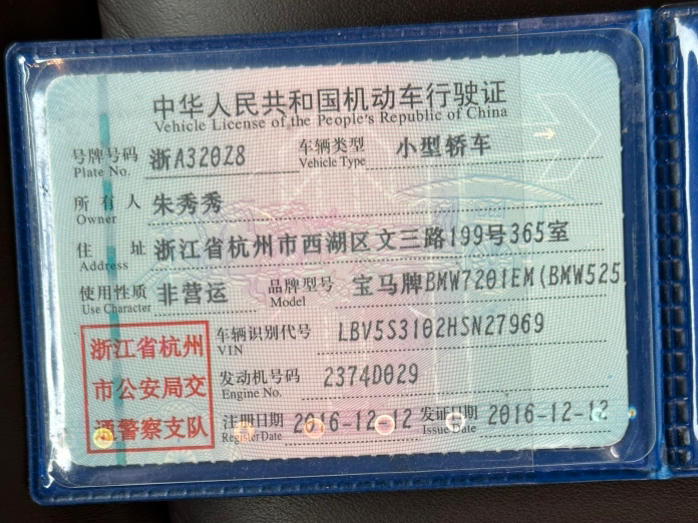 中华人民共和国机动车行驶证
Vehicle License of the People's Republic of China
号牌号码 浙A320Z8 车辆类型 小型轿车
Plate No. Vehicle Type
所有人 朱秀秀
Owner
住址 浙江省杭州市西湖区文三路199号365室
Address
使用性质 非营运 品牌型号 宝马牌BMW7201EM(BMW525
Use Character Model
浙江省杭州市公安局交通警察支队
车辆识别代号 LBV5S3102HSN27969
VIN
发动机号码 2374D029
Engine No.
注册日期 2016-12-12 发证日期 2016-12-12
Register Date Issue Date